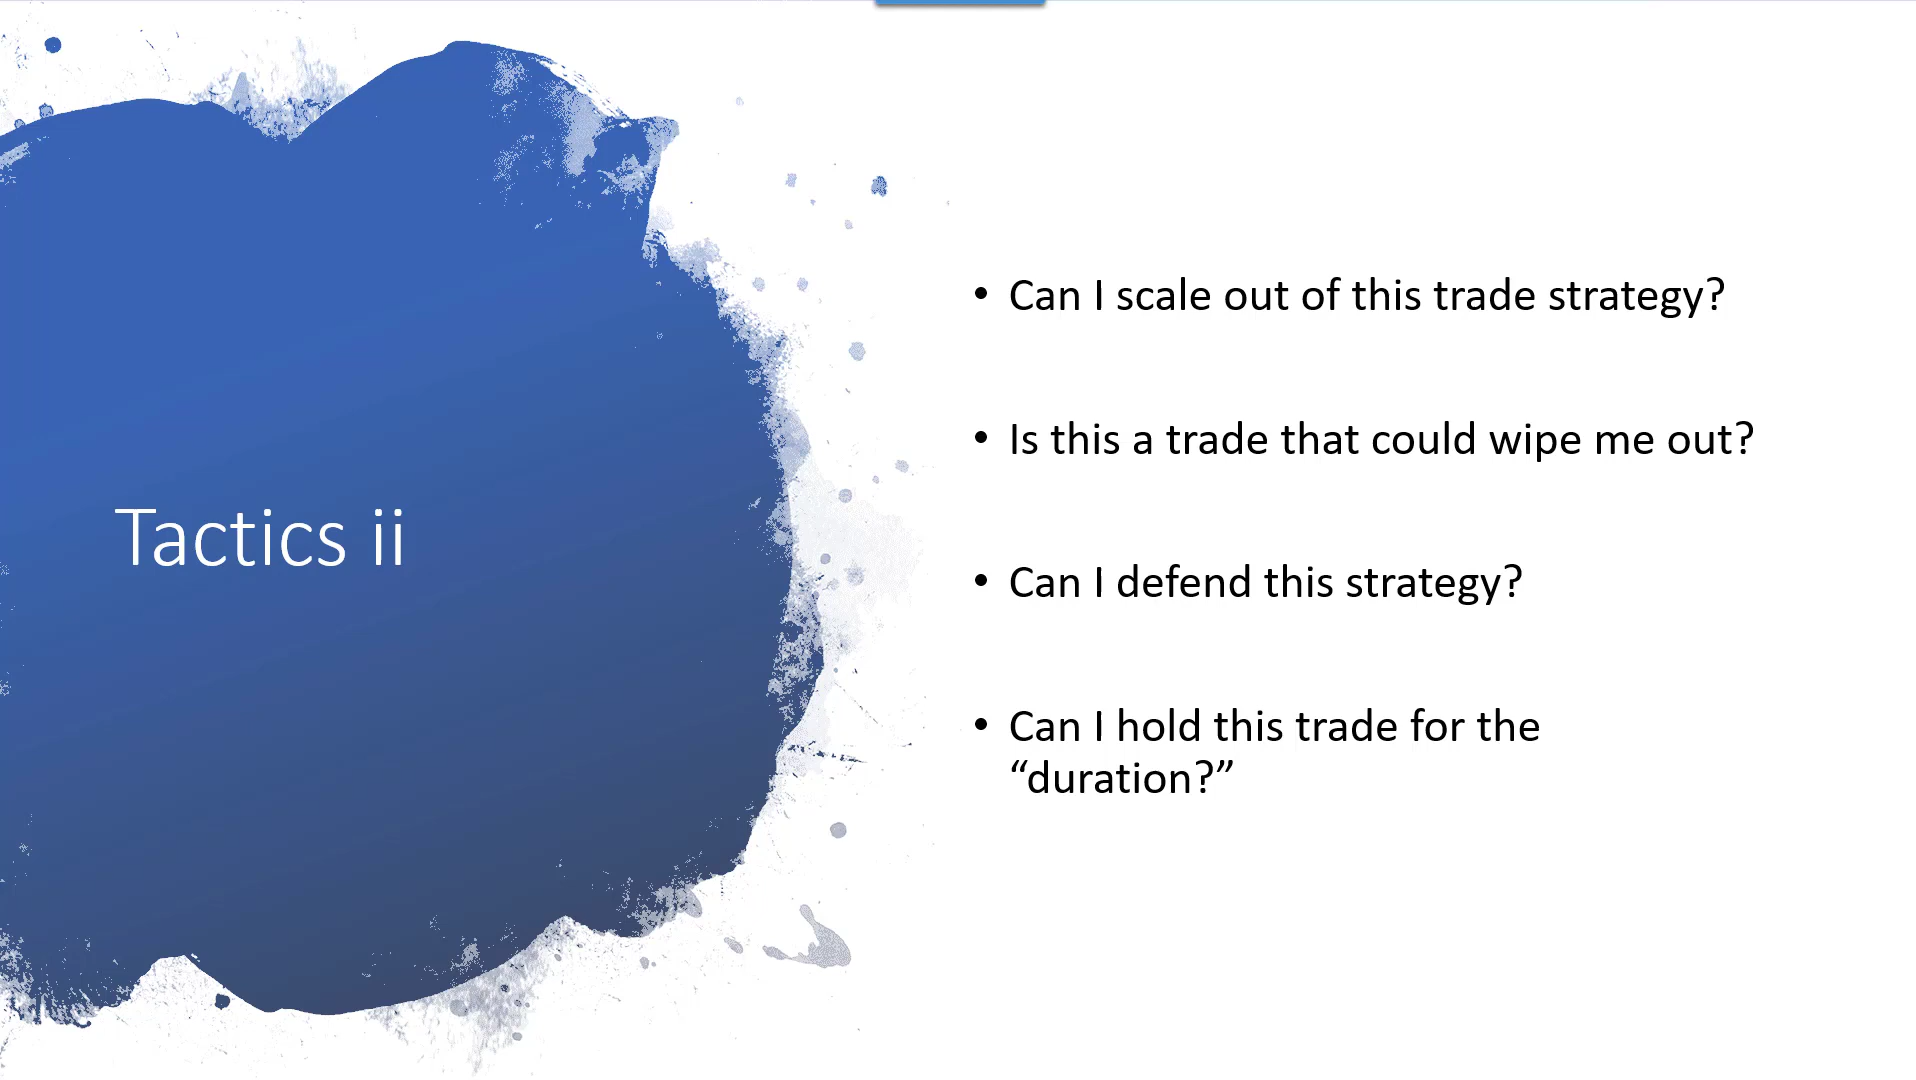 Tactics ii
• Can I scale out of this trade strategy?
• Is this a trade that could wipe me out?
• Can I defend this strategy?
• Can I hold this trade for the
“duration?”